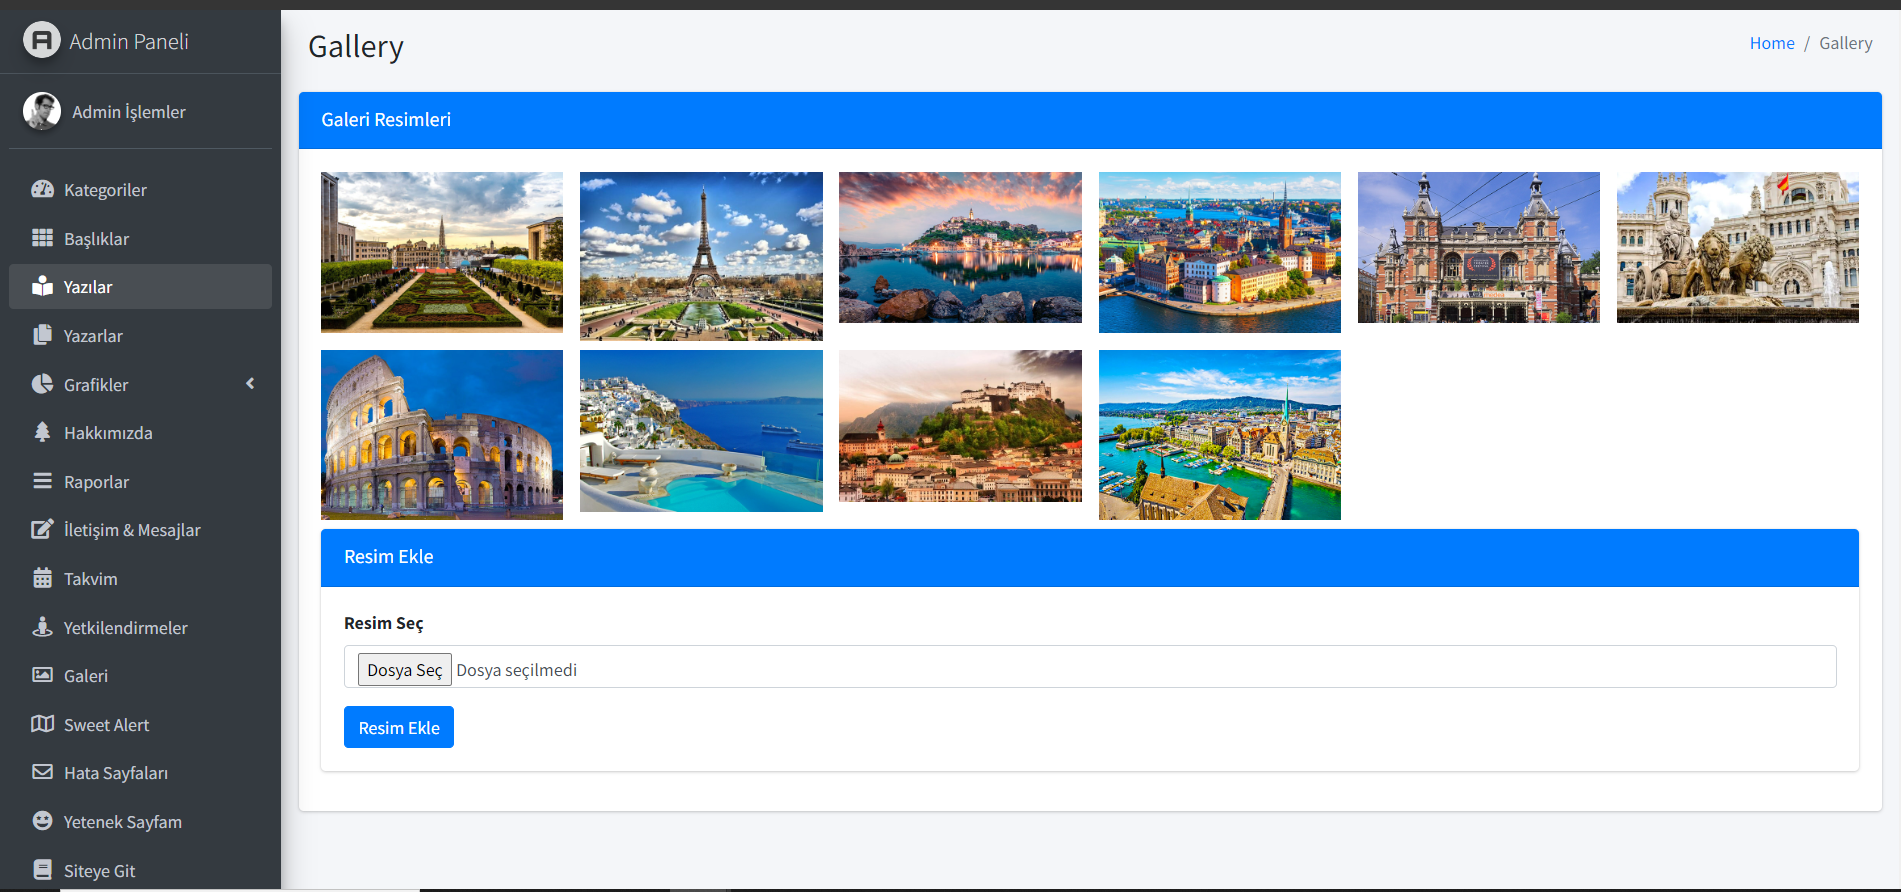 Admin Paneli
Admin İşlemler
Kategoriler
Başlıklar
Yazılar
Yazarlar
Grafikler
Hakkımızda
Raporlar
İletişim & Mesajlar
Takvim
Yetkilendirmeler
Galeri
Sweet Alert
Hata Sayfaları
Yetenek Sayfam
Siteye Git
Gallery
Home / Gallery
Galeri Resimleri
Resim Ekle
Resim Seç
Dosya Seç Dosya seçilmedi
Resim Ekle